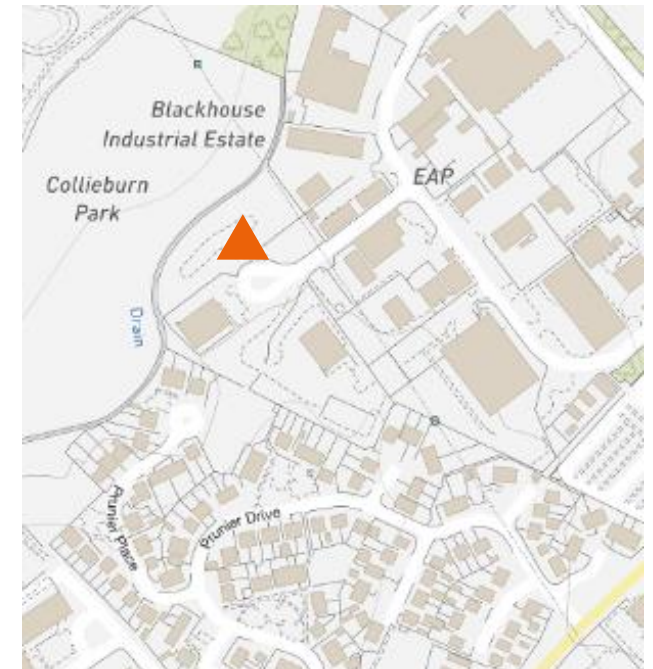 Blackhouse
Industrial Estate
EAP
Collieburn
Park
Drain
Prunier Drive
Prunier Place